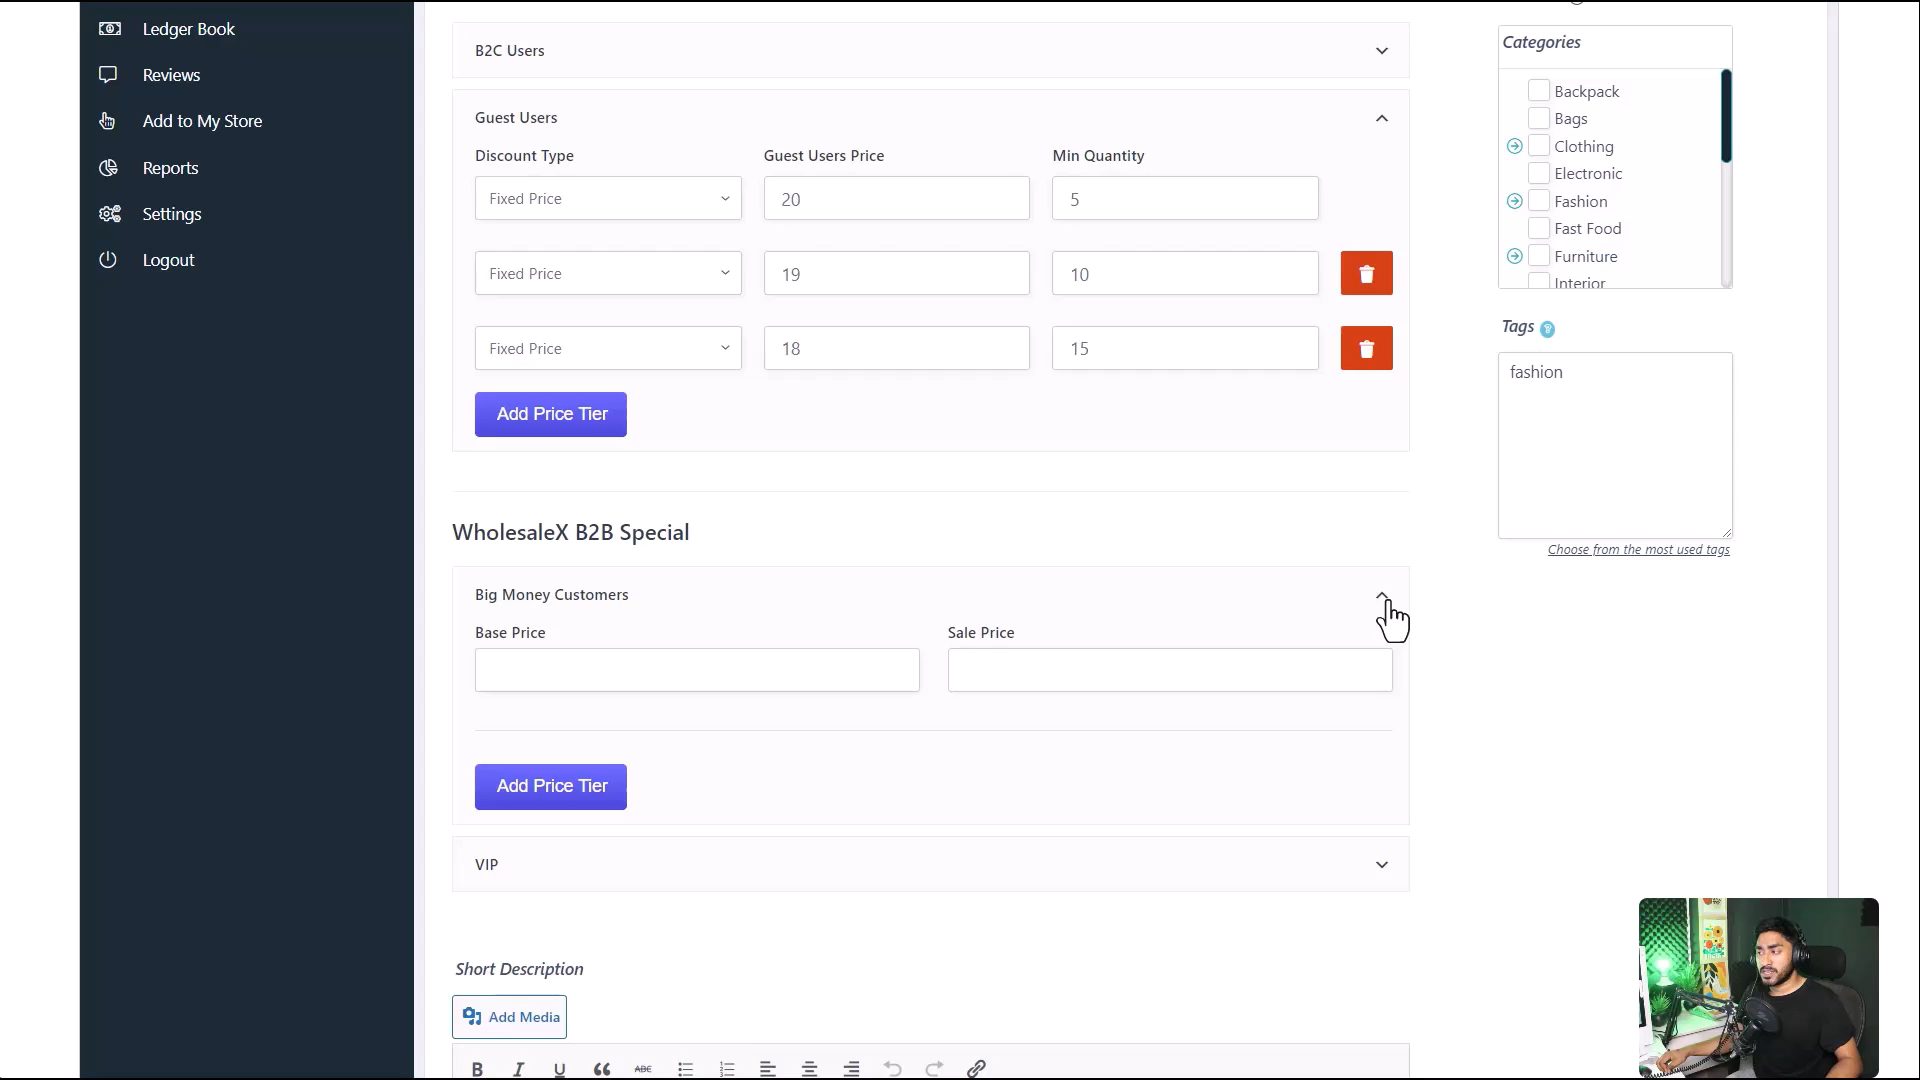 Ledger Book
Reviews
Add to My Store
Reports
Settings
Logout
B2C Users
Guest Users
Discount Type Guest Users Price Min Quantity
Fixed Price 20 5
Fixed Price 19 10
Fixed Price 18 15
Add Price Tier
WholesaleX B2B Special
Big Money Customers
Base Price Sale Price
Add Price Tier
VIP
Short Description
Add Media
B I U ABC
Categories
Backpack
Bags
Clothing
Electronic
Fashion
Fast Food
Furniture
Interior
Tags ?
fashion
Choose from the most used tags